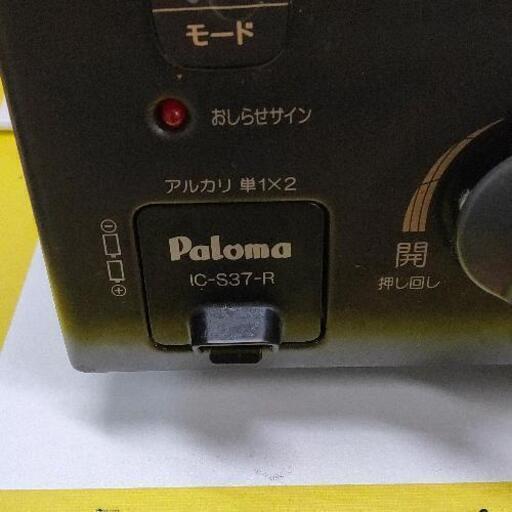 モード
おしらせサイン
アルカリ 単1×2
Paloma
IC-S37-R
開
押し回し